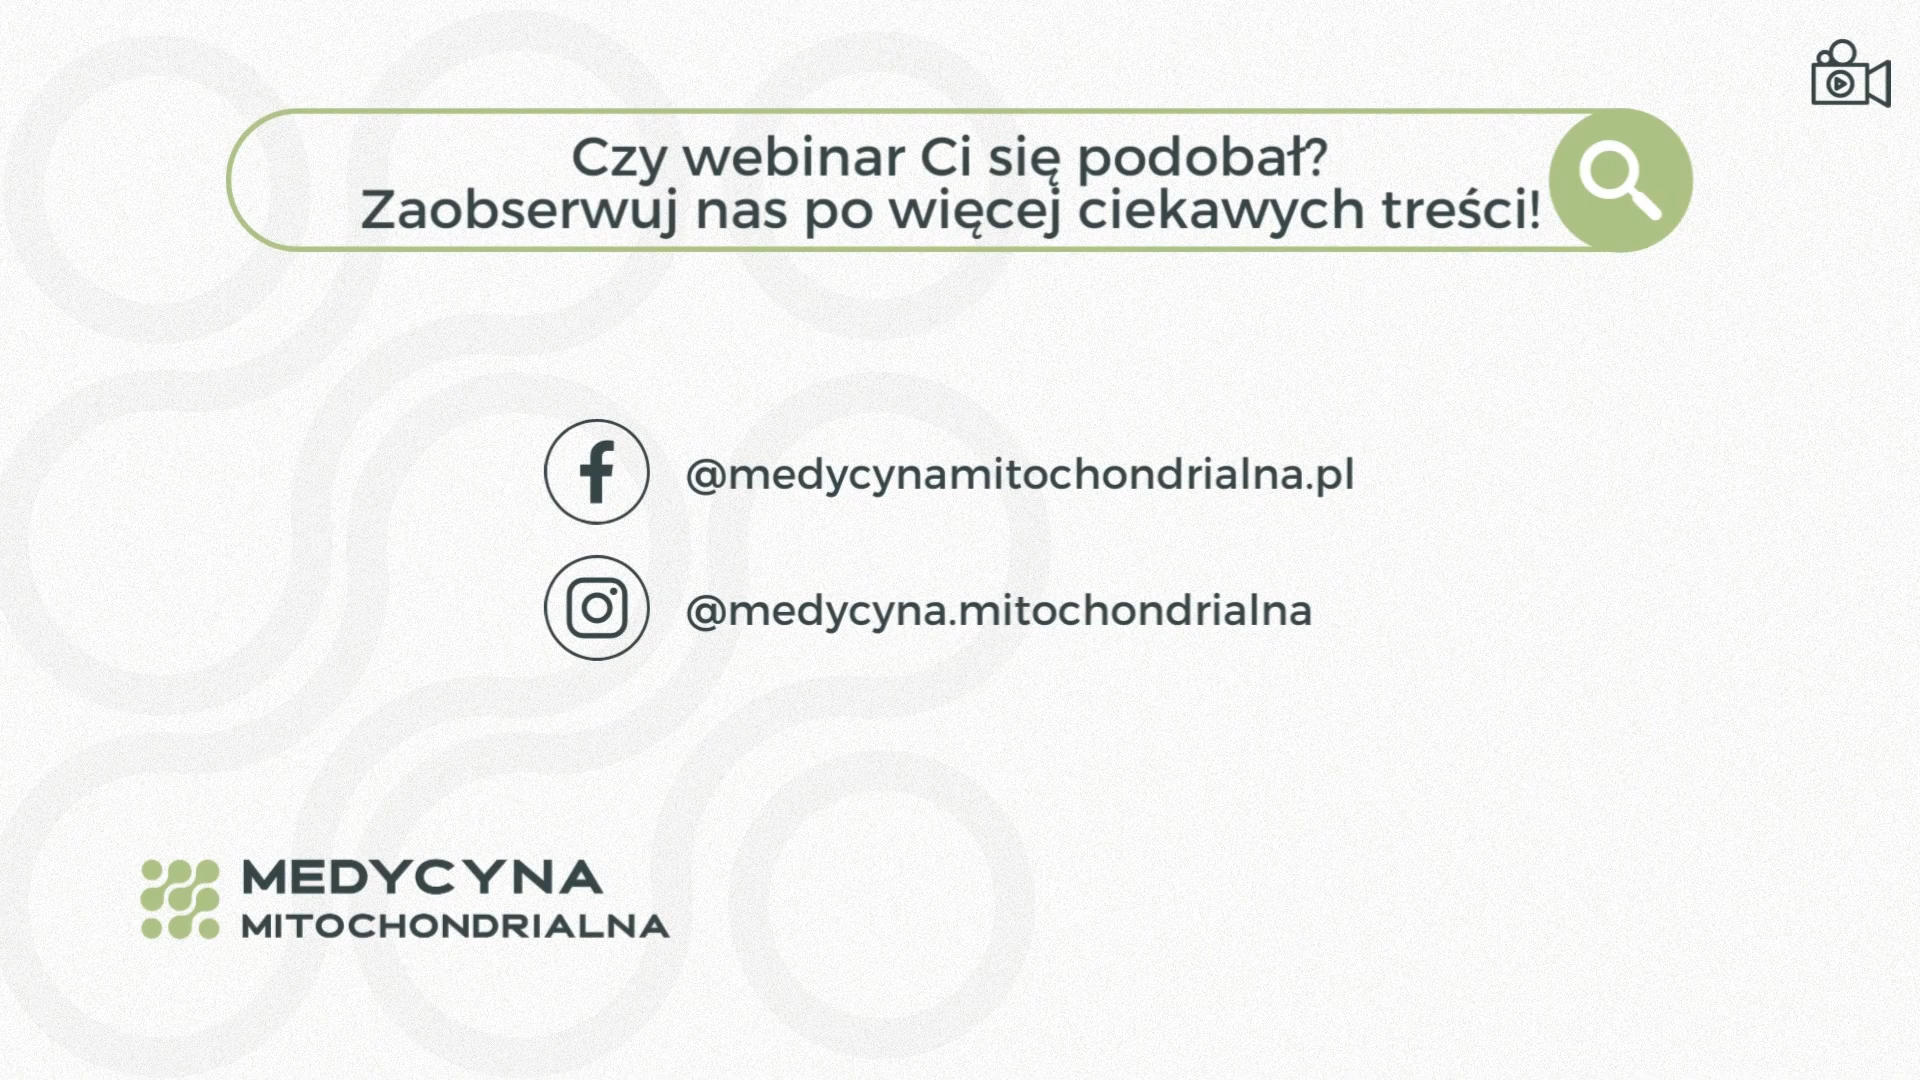 Czy webinar Ci się podobał?
Zaobserwuj nas po więcej ciekawych treści!
@medycynamitochondrialna.pl
@medycyna.mitochondrialna
MEDYCYNA
MITOCHONDRIALNA